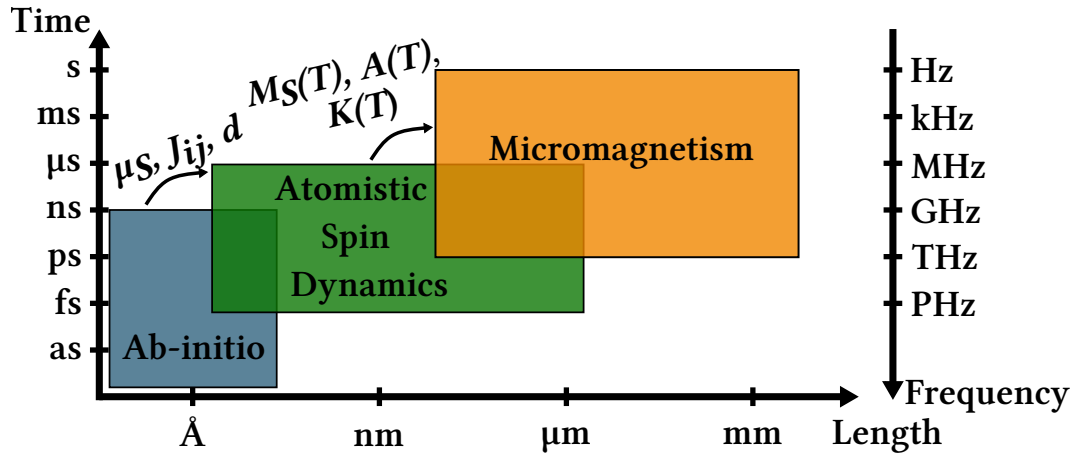 Time
s
ms
μs
ns
ps
fs
as
μS, Jij, d
MS(T), A(T),
K(T)
Micromagnetism
Atomistic
Spin
Dynamics
Ab-initio
Hz
kHz
MHz
GHz
THz
PHz
Frequency
Å
nm
μm
mm
Length